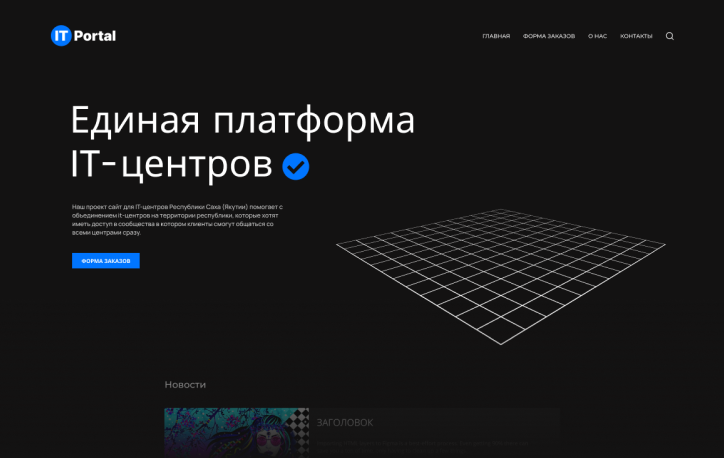 IT Portal
ГЛАВНАЯ ФОРМА ЗАКАЗОВ О НАС КОНТАКТЫ
Единая платформа
IT-центров
Наш проект сайт для IT-центров Республики Саха (Якутии) помогает с
объединением it-центров на территории республики, которые хотят
иметь доступ в сообщества в котором клиенты смогут общаться со
всеми центрами сразу.
ФОРМА ЗАКАЗОВ
Новости
ЗАГОЛОВОК